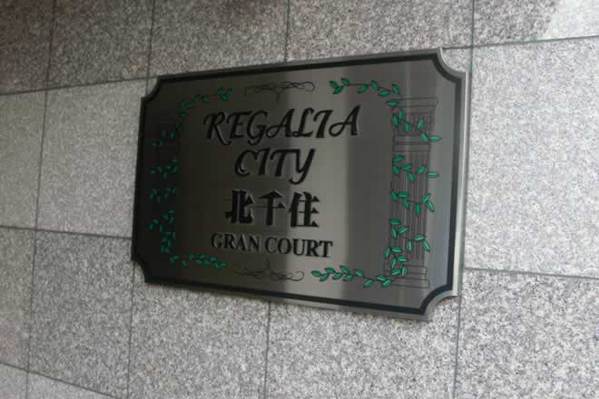 REGALIA
CITY
北千住
GRAN COURT